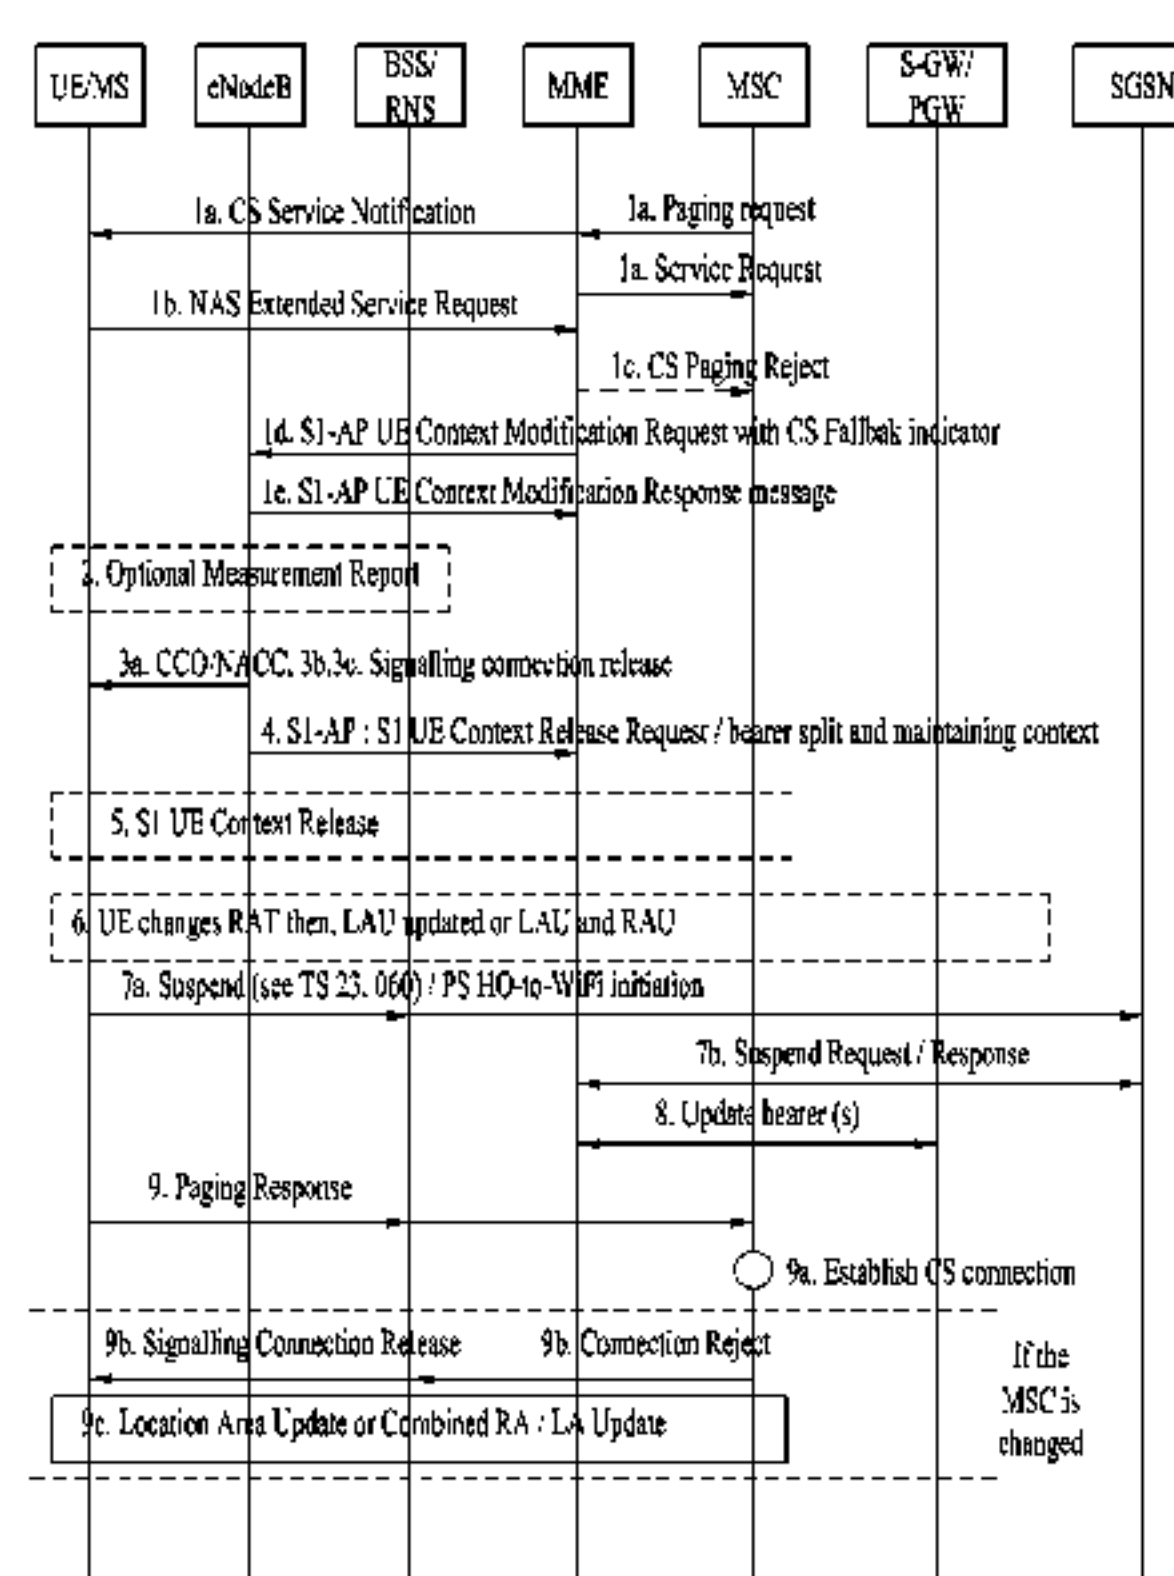 UE/MS
eNodeB
BSS/
RNS
MME
MSC
S-GW/
PGW
SGSN
1a. CS Service Notification
1a. Paging request
1a. Service Request
1b. NAS Extended Service Request
1c. CS Paging Reject
1d. S1-AP UE Context Modification Request with CS Fallbak indicator
1e. S1-AP UE Context Modification Response message
2. Optional Measurement Report
3a. CCO/NACC, 3b,3c. Signalling connection release
4. S1-AP : S1 UE Context Release Request / bearer split and maintaining context
5. S1 UE Context Release
6. UE changes RAT then, LAU updated or LAU and RAU
7a. Suspend (see TS 23. 060) / PS HO-to-WiFi initiation
7b. Suspend Request / Response
8. Update bearer (s)
9. Paging Response
9a. Establish CS connection
9b. Signalling Connection Release
9b. Connection Reject
If the
MSC is
changed
9c. Location Area Update or Combined RA / LA Update